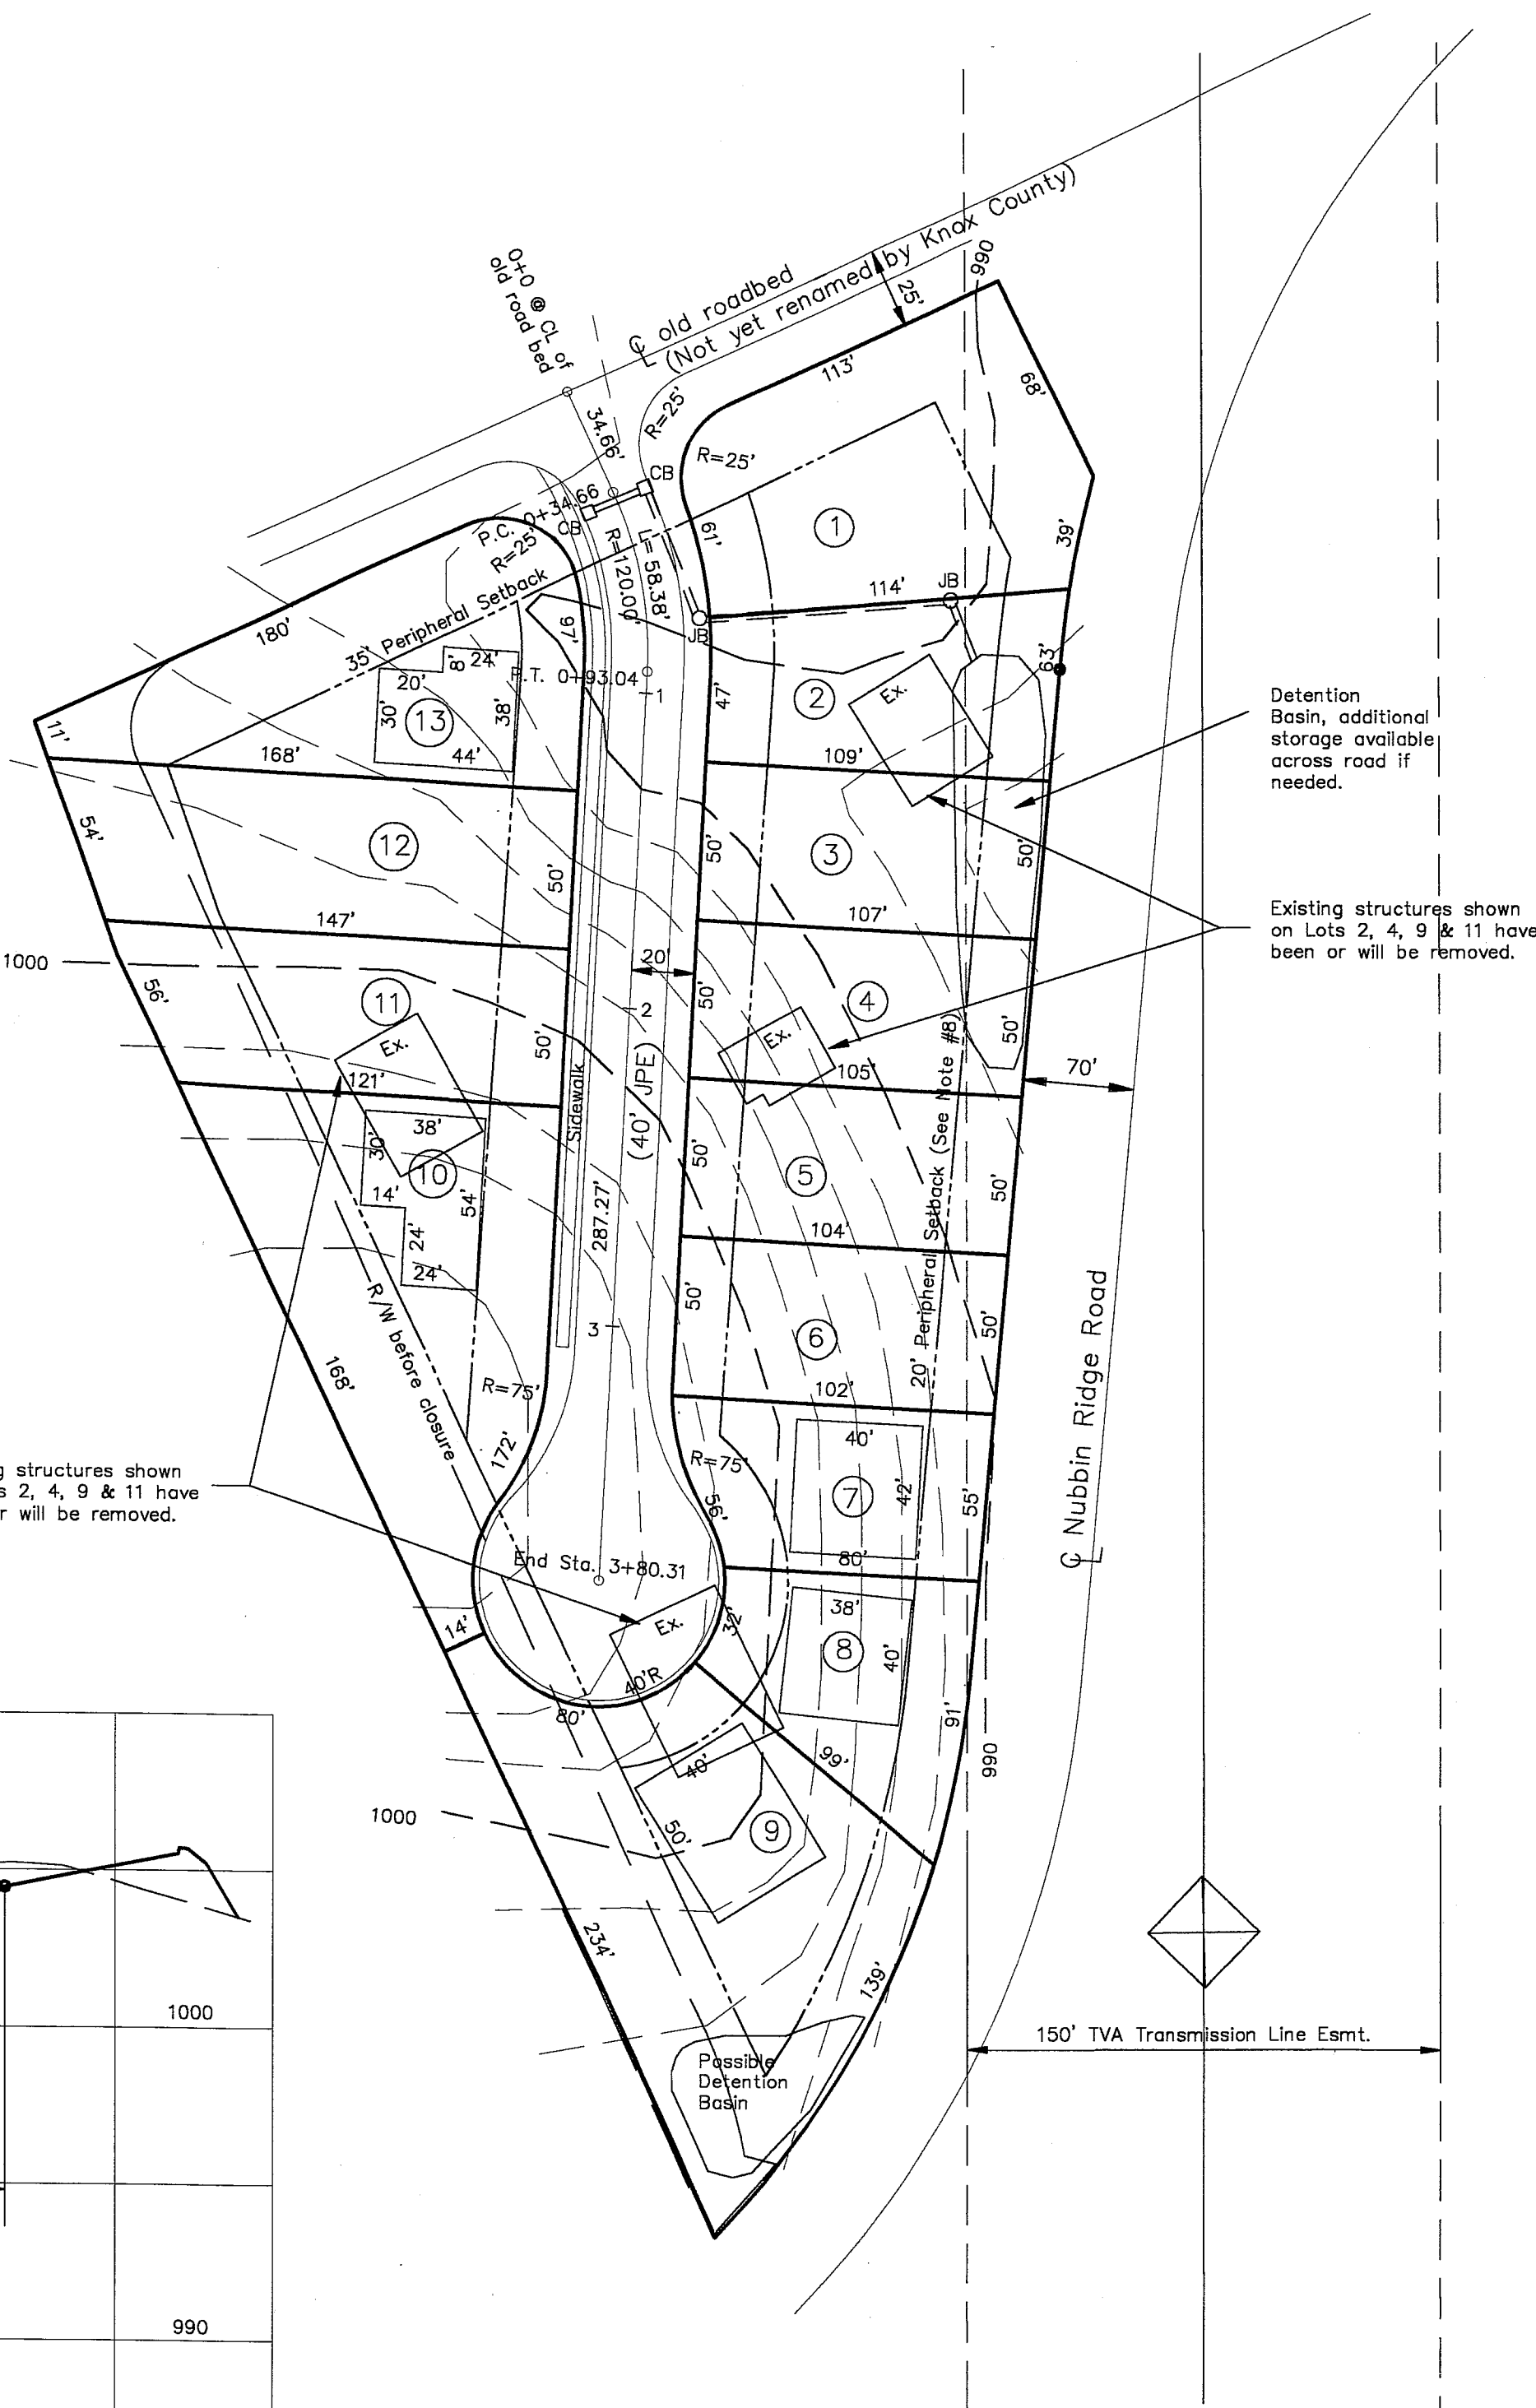 0+0 @ CL of
old road bed
℄ old roadbed
(Not yet renamed by Knox County)
990
25'
113'
68'
34.66'
R=25'
R=25'
CB
CB
P.C. 0+34.66
R=25'
R=120.00'
L= 58.38'
61'
1
39'
JB
114'
JB
180'
35' Peripheral Setback
97'
P.T. 0+93.04
1
47'
2
Ex.
63'
11'
20'
8'
24'
30'
13
38'
44'
168'
109'
Detention
Basin, additional
storage available
across road if
needed.
54'
12
50'
50'
3
50'
147'
107'
Existing structures shown
on Lots 2, 4, 9 & 11 have
been or will be removed.
1000
56'
11
Ex.
50'
20'
2
50'
4
Ex.
50'
121'
105'
70'
Sidewalk
(40' JPE)
287.27'
38'
30'
10
14'
54'
24'
24'
50'
5
50'
104'
20' Peripheral Setback (See Note #8)
R/W before closure
168'
3
50'
6
50'
102'
℄ Nubbin Ridge Road
R=75'
172'
R=75'
56'
40'
7
42'
55'
80'
g structures shown
s 2, 4, 9 & 11 have
r will be removed.
End Sta. 3+80.31
14'
Ex.
32'
40'R
80'
38'
8
40'
91'
990
99'
40'
50'
9
1000
234'
139'
150' TVA Transmission Line Esmt.
Possible
Detention
Basin
1000
990